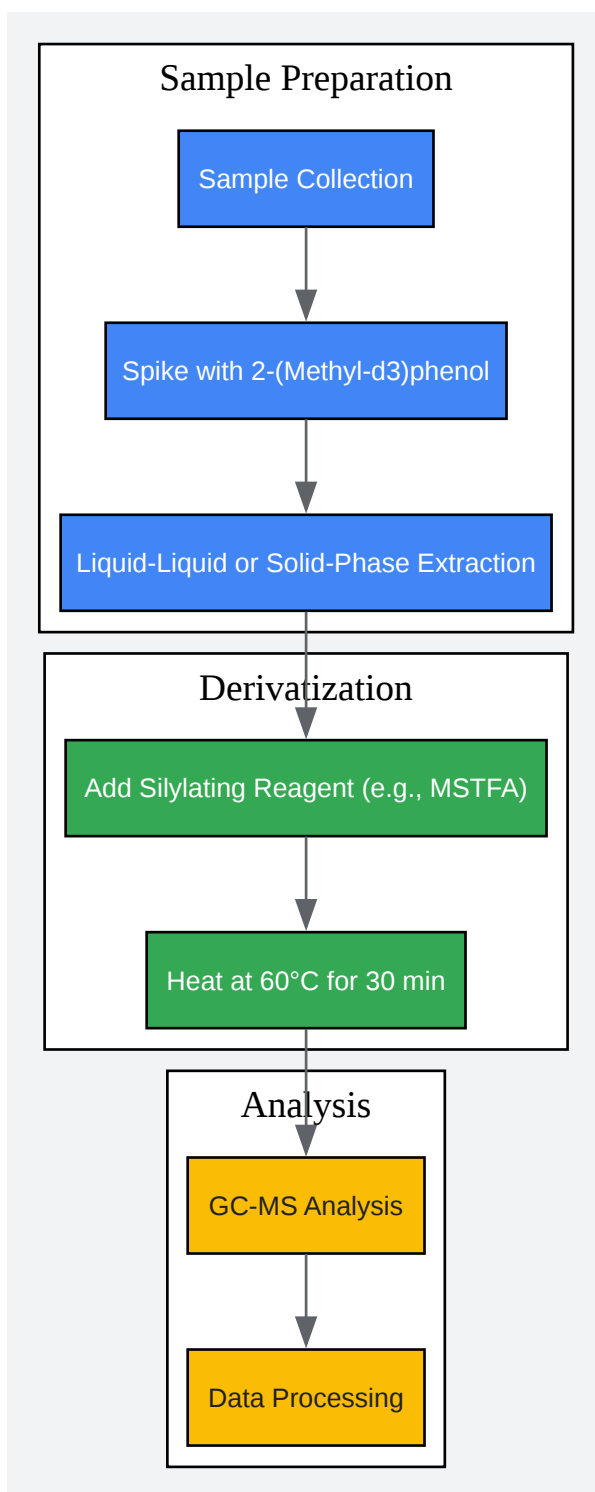 Sample Preparation
Sample Collection
Spike with 2-(Methyl-d3)phenol
Liquid-Liquid or Solid-Phase Extraction
Derivatization
Add Silylating Reagent (e.g., MSTFA)
Heat at 60°C for 30 min
Analysis
GC-MS Analysis
Data Processing